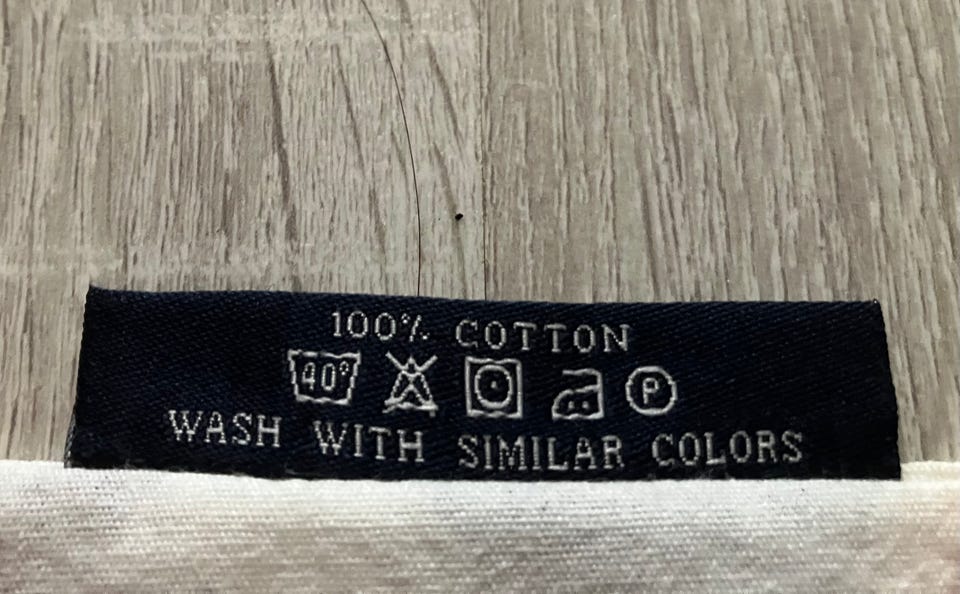 100% COTTON
40° P
WASH WITH SIMILAR COLORS